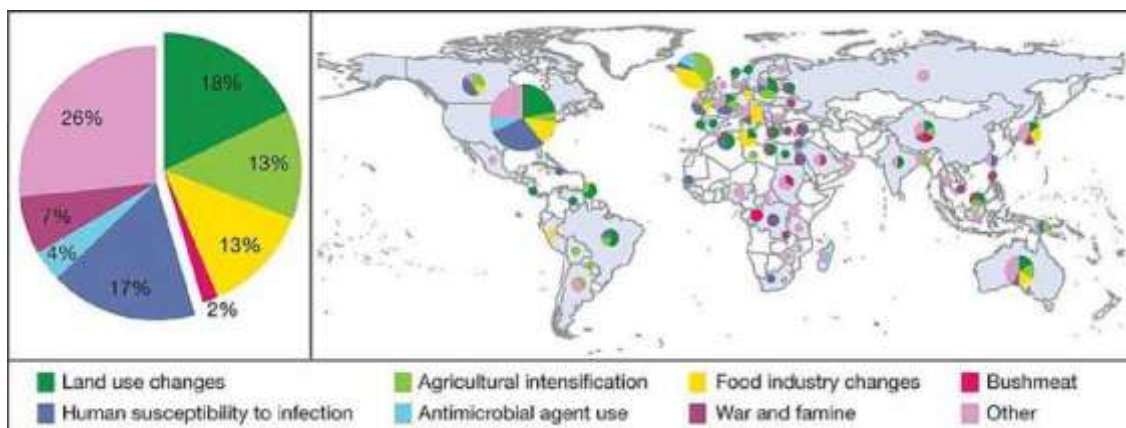 18%
26%
13%
7%
4%
13%
17%
2%
Land use changes
Agricultural intensification
Food industry changes
Bushmeat
Human susceptibility to infection
Antimicrobial agent use
War and famine
Other